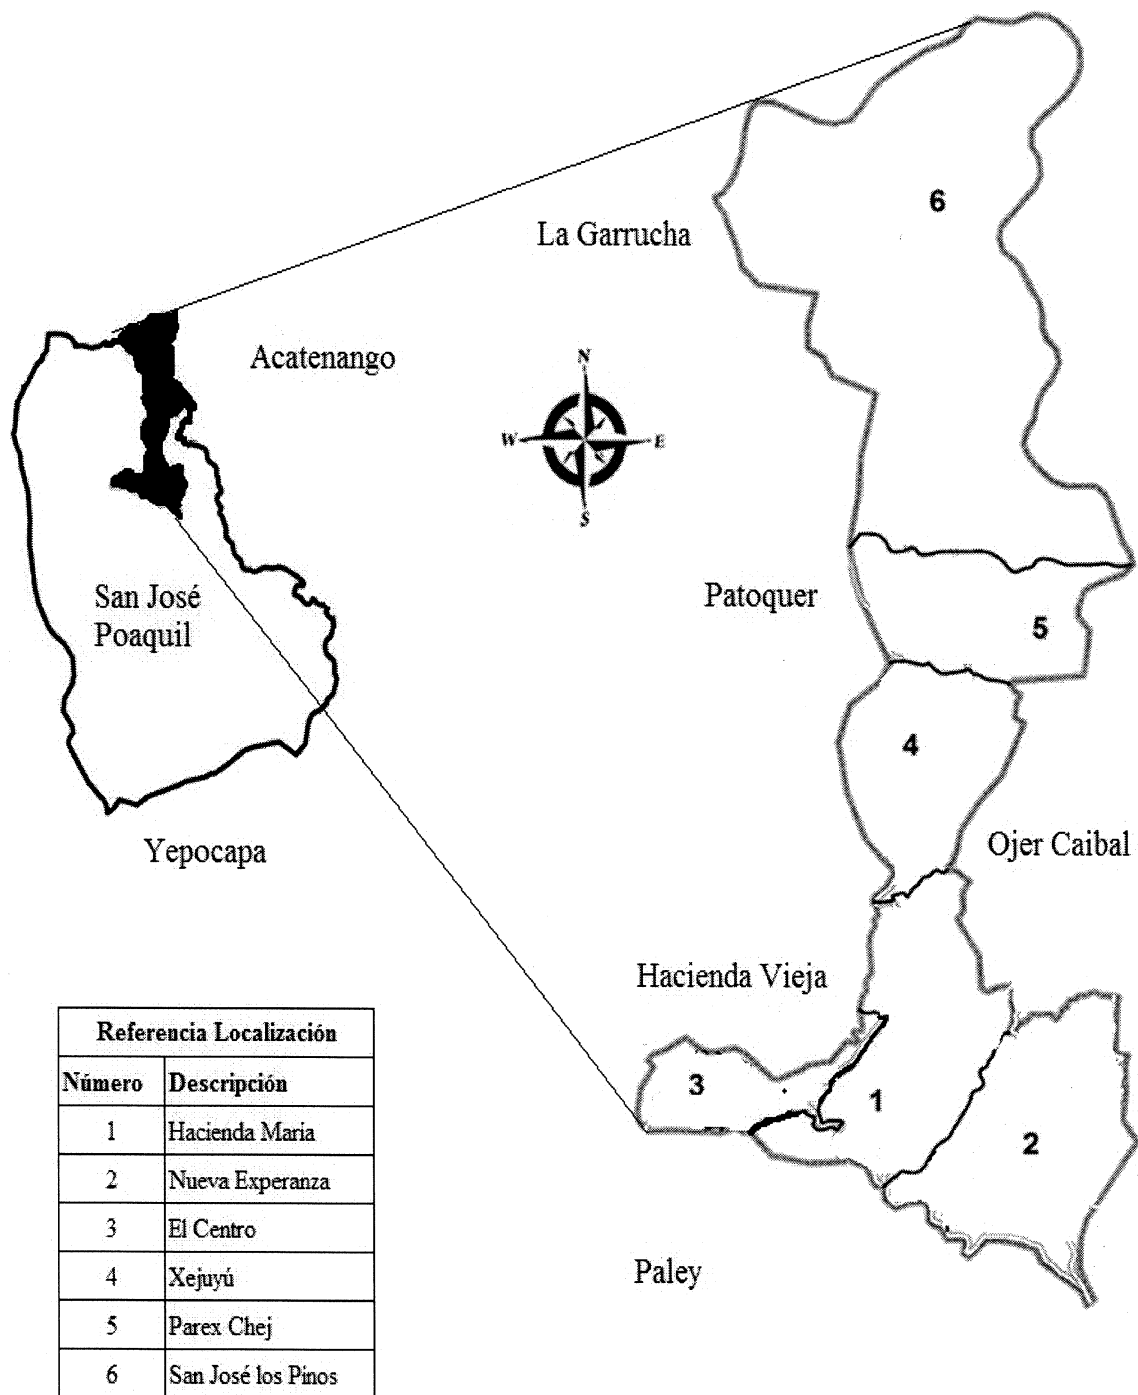 6
La Garrucha
Acatenango
N
W E
S
San José
Poaquil
Patoquer
5
4
Yepocapa
Ojer Caibal
Hacienda Vieja
3
1
2
Paley
Referencia Localización
Número Descripción
1 Hacienda Maria
2 Nueva Experanza
3 El Centro
4 Xejuyú
5 Parex Chej
6 San José los Pinos